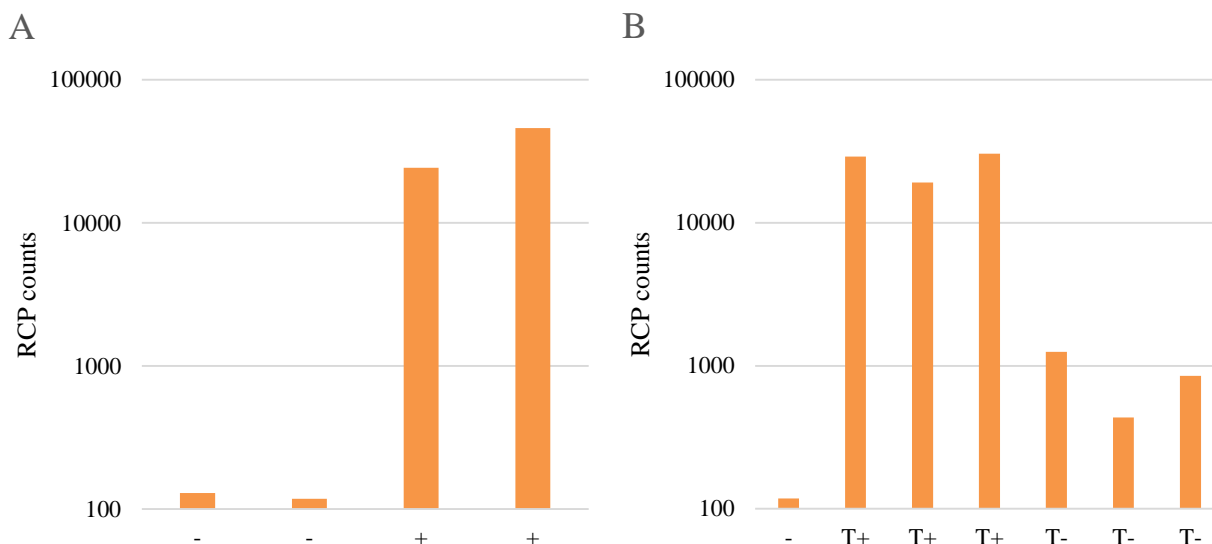 A
RCP counts
100000
10000
1000
100
- - + +
B
RCP counts
100000
10000
1000
100
- T+ T+ T+ T- T- T-